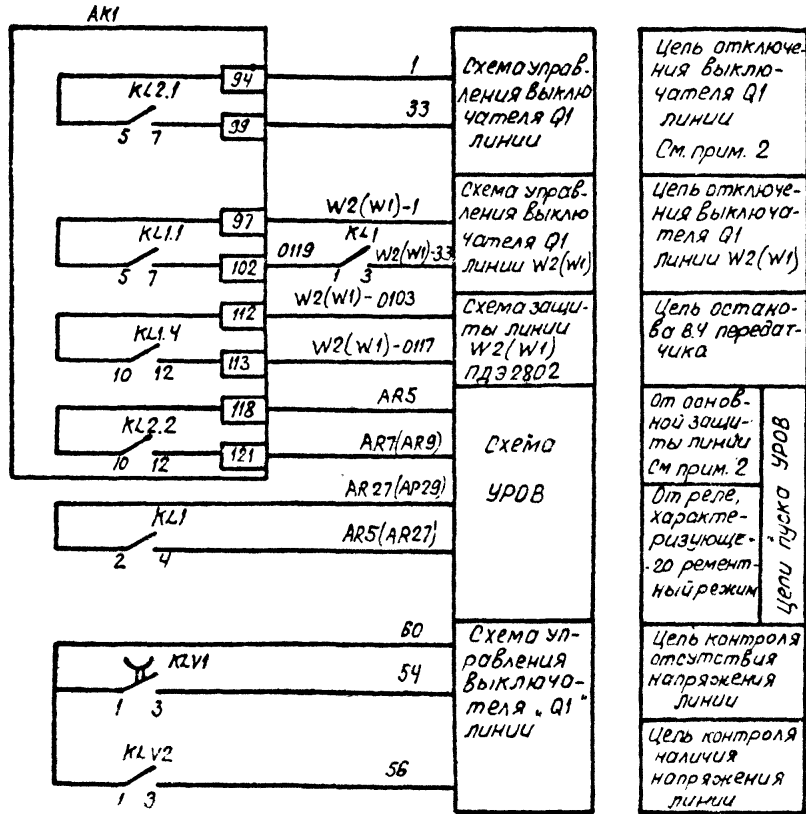 АК1
94
1
KL2.1
99
33
5 7
Схема управ-
ления выклю
чателя Q1
линии
Цепь отключе-
ния выклю-
чателя Q1
линии
См. прим. 2
97
W2(W1)-1
KL1.1
102
0119
KL1
W2(W1)-33
5 7
1 3
Схема управ-
ления выклю
чателя Q1
линии W2(W1)
Цепь отключе-
ния выключа-
теля Q1
линии W2(W1)
112
W2(W1)-0103
KL1.4
113
W2(W1)-0117
10 12
Схема защи-
ты линии
W2(W1)
ПДЭ2802
Цепь остано-
ва в.ч передат-
чика
118
AR5
KL2.2
121
AR7(AR9)
10 12
AR27(AP29)
KL1
AR5(AR27)
2 4
Схема
УРОВ
От основ-
ной защи-
ты линии
См прим. 2
От реле,
характе-
ризующе-
го ремонт-
ный режим
Цепи пуска УРОВ
60
KLV1
54
1 3
KLV2
56
1 3
Схема уп-
равления
выключа-
теля „Q1"
линии
Цепь контроля
отсутствия
напряжения
линии
Цепь контроля
наличия
напряжения
линии